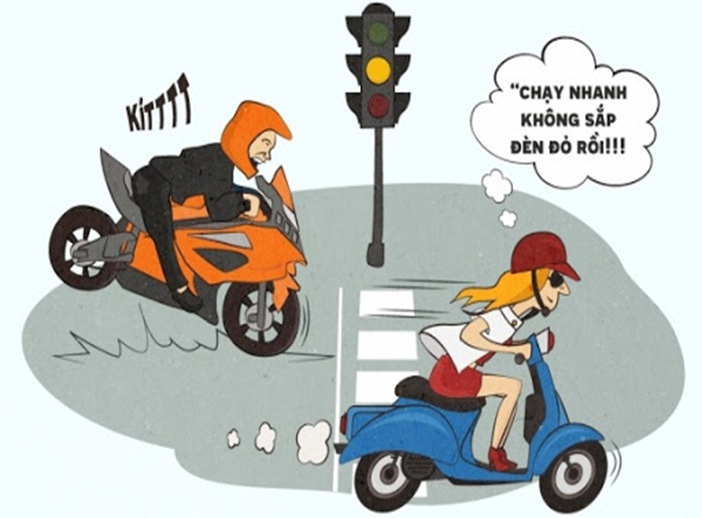 KÍTTTT
“CHẠY NHANH
KHÔNG SẮP
ĐÈN ĐỎ RỒI!!!